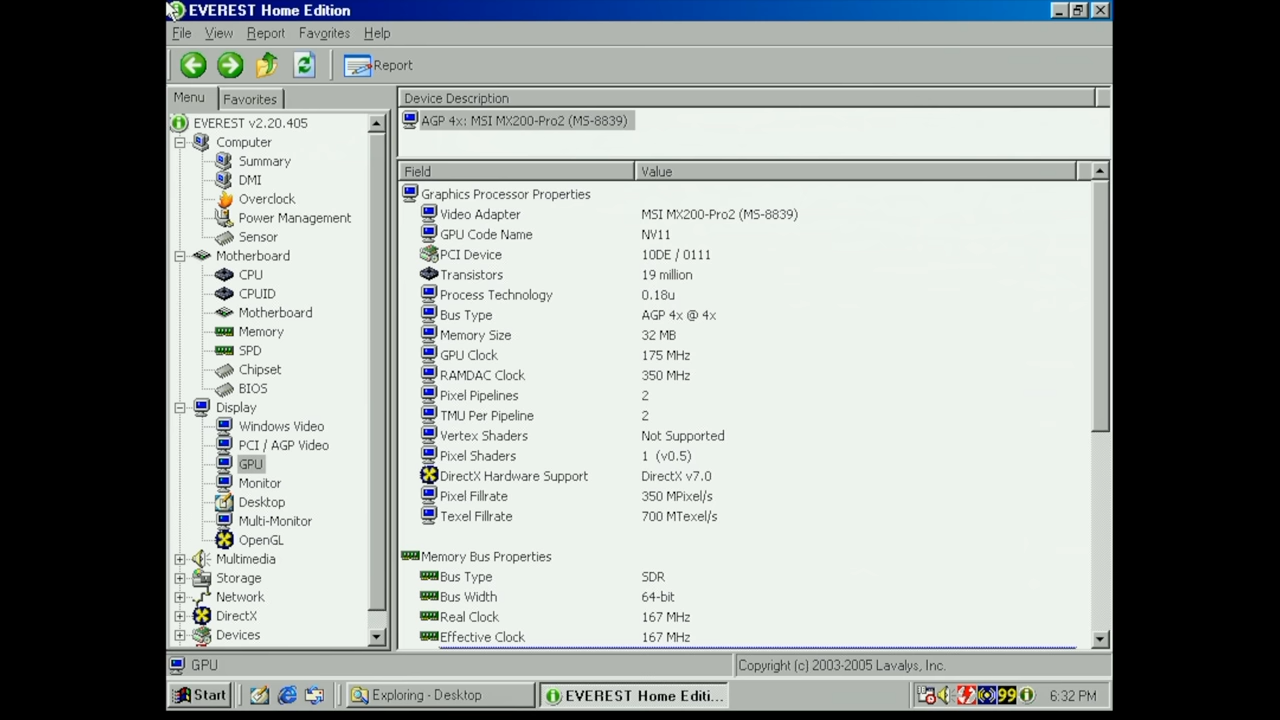 EVEREST Home Edition
File View Report Favorites Help
Report
Menu Favorites
EVEREST v2.20.405
Computer
Summary
DMI
Overclock
Power Management
Sensor
Motherboard
CPU
CPUID
Motherboard
Memory
SPD
Chipset
BIOS
Display
Windows Video
PCI / AGP Video
GPU
Monitor
Desktop
Multi-Monitor
OpenGL
Multimedia
Storage
Network
DirectX
Devices
Device Description
AGP 4x: MSI MX200-Pro2 (MS-8839)
Field Value
Graphics Processor Properties
Video Adapter MSI MX200-Pro2 (MS-8839)
GPU Code Name NV11
PCI Device 10DE / 0111
Transistors 19 million
Process Technology 0.18u
Bus Type AGP 4x @ 4x
Memory Size 32 MB
GPU Clock 175 MHz
RAMDAC Clock 350 MHz
Pixel Pipelines 2
TMU Per Pipeline 2
Vertex Shaders Not Supported
Pixel Shaders 1 (v0.5)
DirectX Hardware Support DirectX v7.0
Pixel Fillrate 350 MPixel/s
Texel Fillrate 700 MTexel/s
Memory Bus Properties
Bus Type SDR
Bus Width 64-bit
Real Clock 167 MHz
Effective Clock 167 MHz
GPU
Copyright (c) 2003-2005 Lavalys, Inc.
Start
Exploring - Desktop
EVEREST Home Editi...
99
6:32 PM